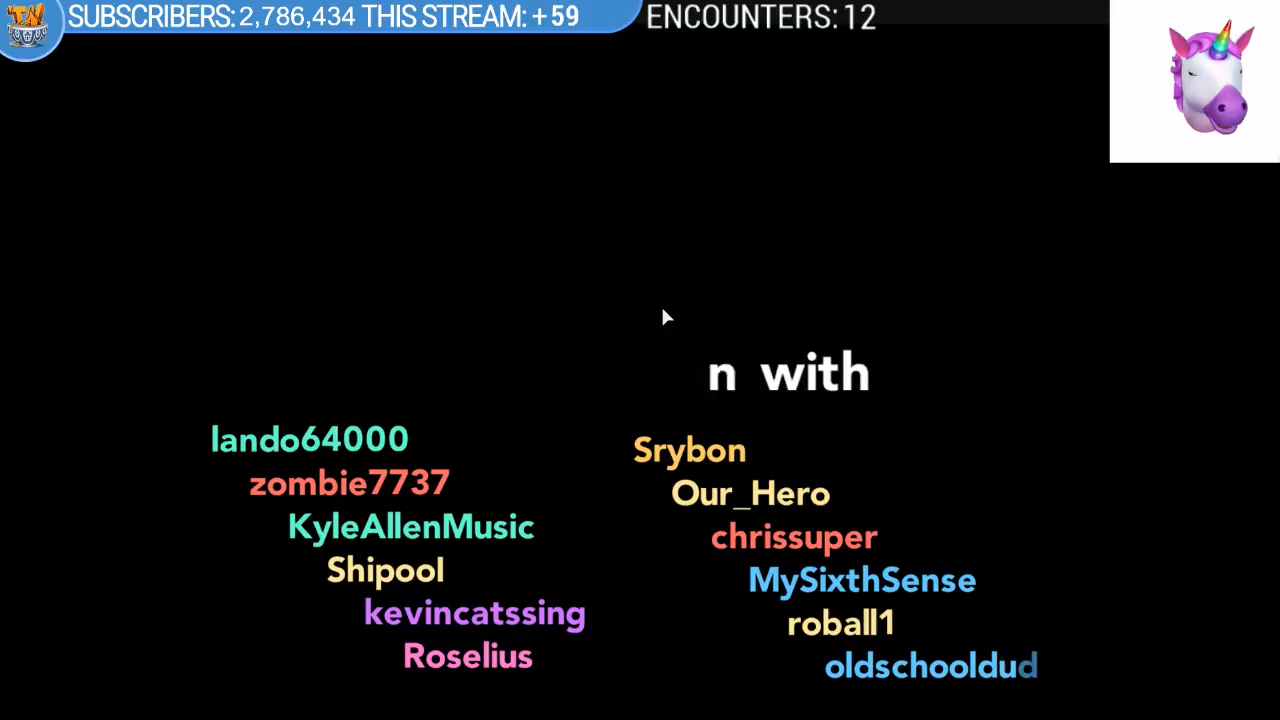 SUBSCRIBERS: 2,786,434 THIS STREAM: +59
ENCOUNTERS: 12
n with
lando64000
zombie7737
KyleAllenMusic
Shipool
kevincatssing
Roselius
Srybon
Our_Hero
chrissuper
MySixthSense
roball1
oldschooldud